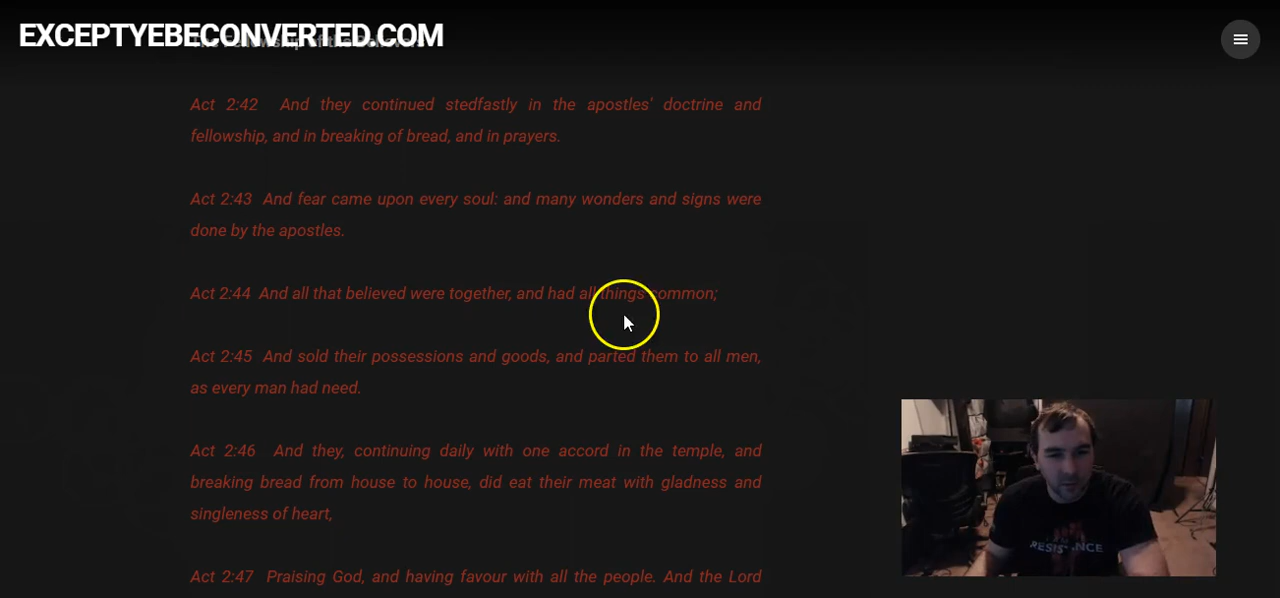 EXCEPTYEBECONVERTED.COM
The Fellowship of the Believers
Act 2:42 And they continued stedfastly in the apostles' doctrine and
fellowship, and in breaking of bread, and in prayers.
Act 2:43 And fear came upon every soul: and many wonders and signs were
done by the apostles.
Act 2:44 And all that believed were together, and had all things common;
Act 2:45 And sold their possessions and goods, and parted them to all men,
as every man had need.
Act 2:46 And they, continuing daily with one accord in the temple, and
breaking bread from house to house, did eat their meat with gladness and
singleness of heart,
Act 2:47 Praising God, and having favour with all the people. And the Lord
RESISTANCE